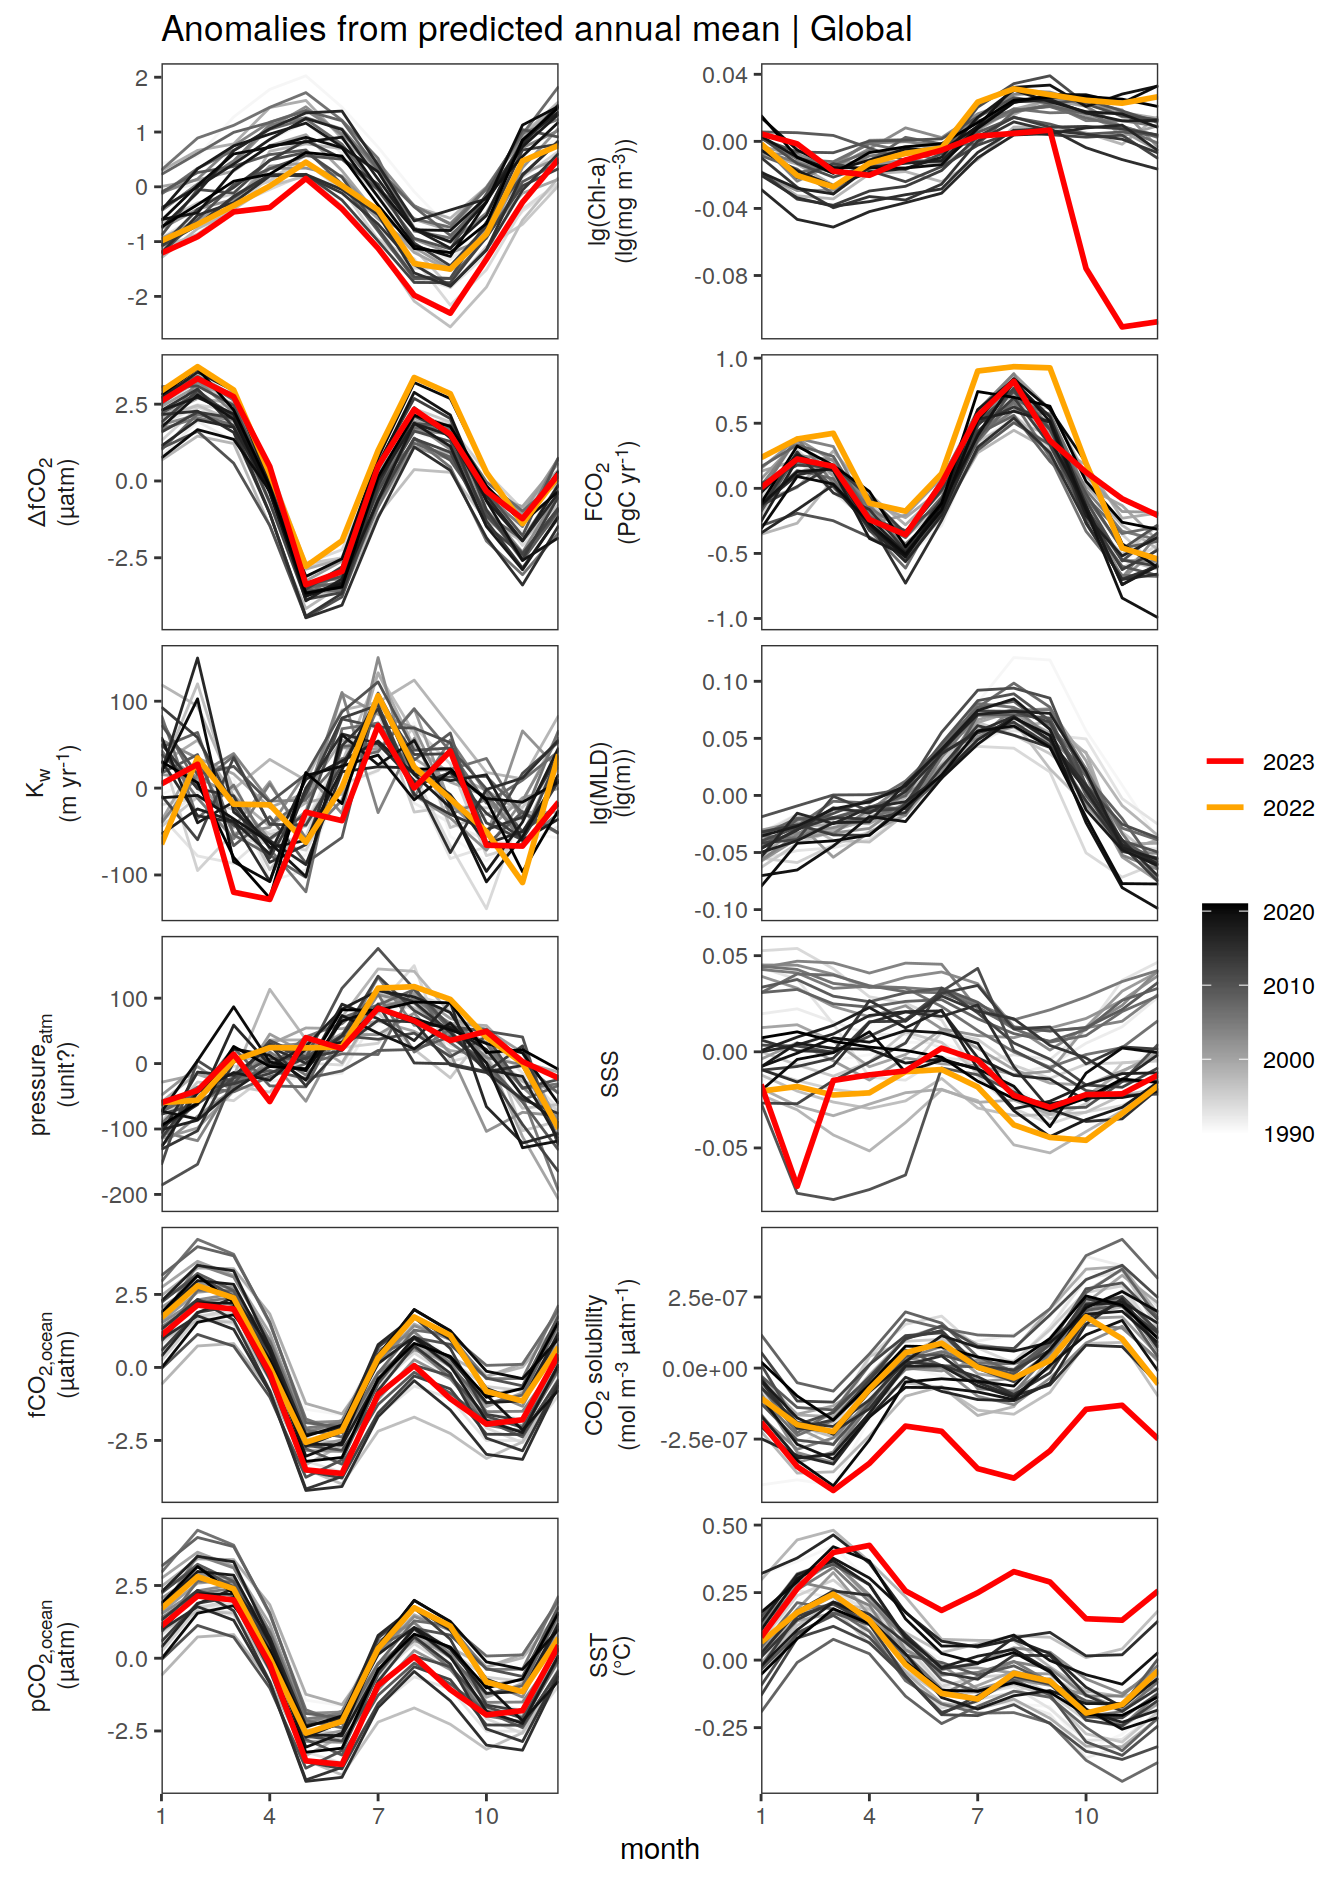 Anomalies from predicted annual mean | Global
2
1
0
-1
-2
0.04
0.00
-0.04
-0.08
lg(Chl-a)
(lg(mg m⁻³))
2.5
0.0
-2.5
ΔfCO₂
(µatm)
1.0
0.5
0.0
-0.5
-1.0
FCO₂
(PgC yr⁻¹)
100
0
-100
K_w
(m yr⁻¹)
0.10
0.05
0.00
-0.05
-0.10
lg(MLD)
(lg(m))
100
0
-100
-200
pressure_atm
(unit?)
0.05
0.00
-0.05
SSS
2.5
0.0
-2.5
fCO₂,ocean
(µatm)
2.5e-07
0.0e+00
-2.5e-07
CO₂ solubility
(mol m⁻³ µatm⁻¹)
2.5
0.0
-2.5
pCO₂,ocean
(µatm)
0.50
0.25
0.00
-0.25
SST
(°C)
1
4
7
10
1
4
7
10
month
2023
2022
2020
2010
2000
1990